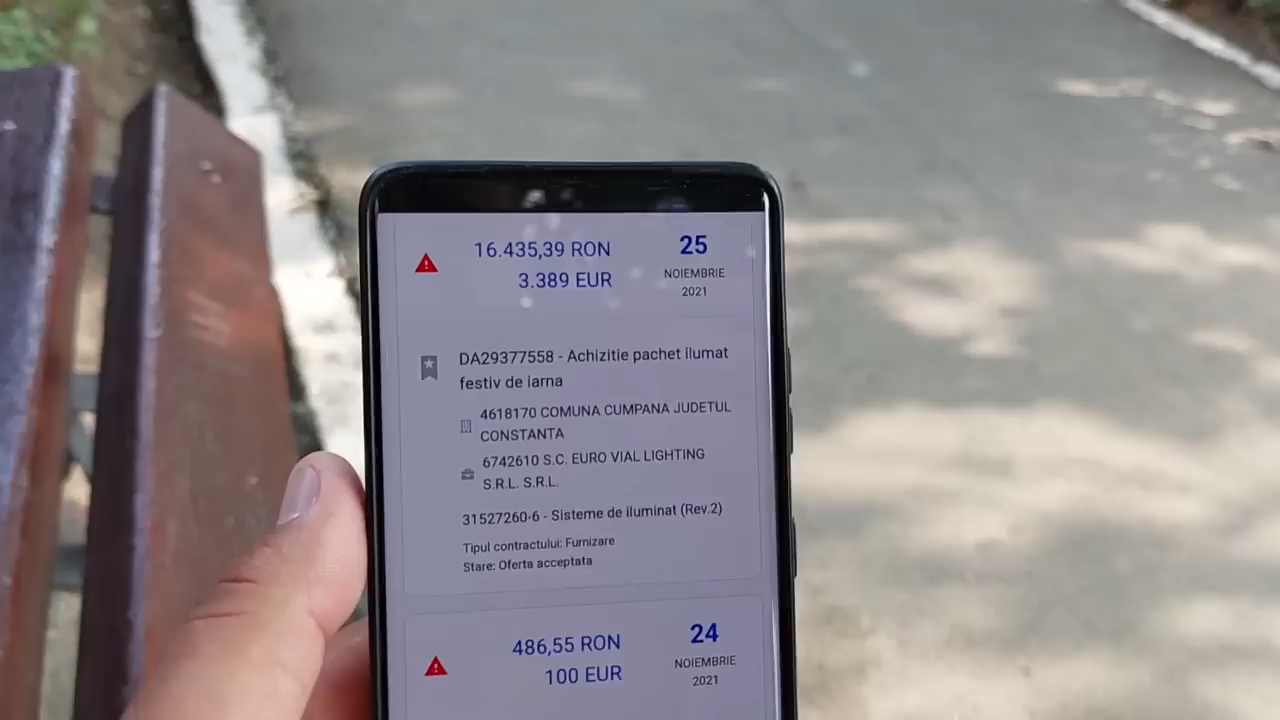 16.435,39 RON
3.389 EUR
25
NOIEMBRIE
2021
DA29377558 - Achizitie pachet ilumat
festiv de iarna
4618170 COMUNA CUMPANA JUDETUL
CONSTANTA
6742610 S.C. EURO VIAL LIGHTING
S.R.L. S.R.L.
31527260-6 - Sisteme de iluminat (Rev.2)
Tipul contractului: Furnizare
Stare: Oferta acceptata
486,55 RON
100 EUR
24
NOIEMBRIE
2021